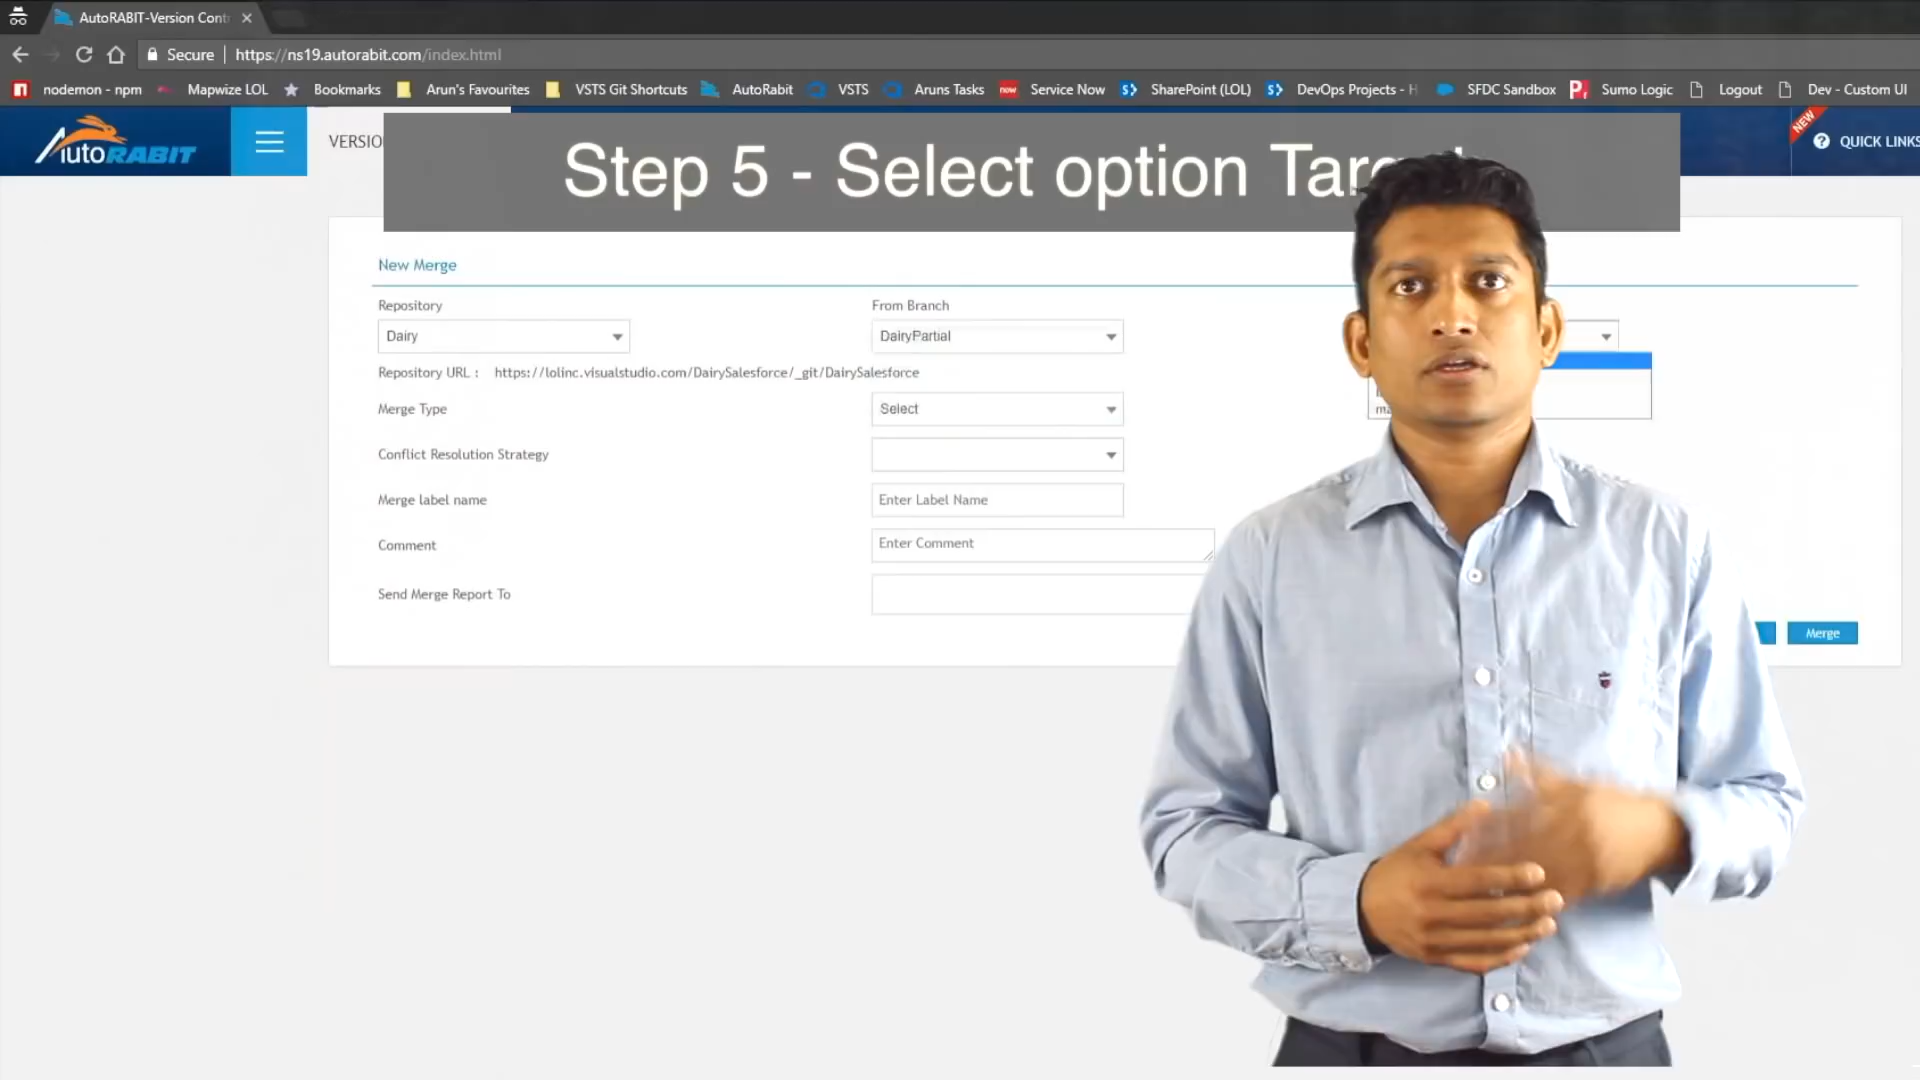 AutoRABIT-Version Cont
Secure https://ns19.autorabit.com/index.html
nodemon - npm Mapwize LOL Bookmarks Arun's Favourites VSTS Git Shortcuts AutoRabit VSTS Aruns Tasks now Service Now SharePoint (LOL) DevOps Projects - H SFDC Sandbox Sumo Logic Logout Dev - Custom UI
AutoRABIT VERSIO NEW QUICK LINKS
Step 5 - Select option
New Merge
Repository From Branch
Dairy DairyPartial
Repository URL : https://lolinc.visualstudio.com/DairySalesforce/_git/DairySalesforce
Merge Type Select
Conflict Resolution Strategy
Merge label name Enter Label Name
Comment Enter Comment
Send Merge Report To
Merge